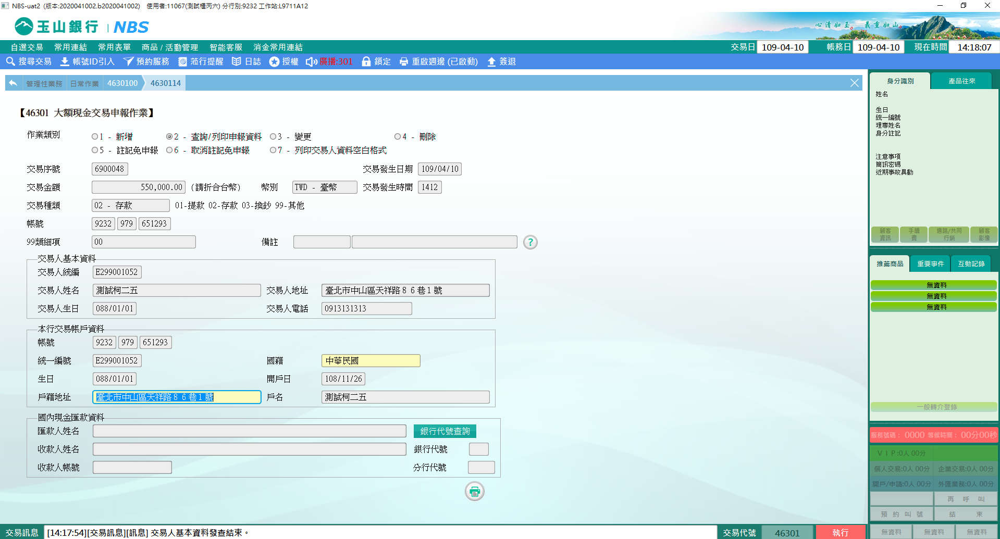 NBS-uat2 (版本:2020041002.b2020041002) 使用者:11067(測試櫃丙六) 分行別:9232 工作站:L9711A12
玉山銀行 | NBS
心清如玉。義重如山。
自選交易 常用連結 常用表單 商品 / 活動管理 智能客服 消金常用連結 交易日 109-04-10 帳務日 109-04-10 現在時間 14:18:07
搜尋交易 帳號ID引入 預約服務 蒞行提醒 日誌 授權 廣播:301 鎖定 重啟週邊 (已啟動) 簽退
管理性業務 日常作業 4630100 4630114
【46301 大額現金交易申報作業】
作業類別 1 - 新增 2 - 查詢/列印申報資料 3 - 變更 4 - 刪除
5 - 註記免申報 6 - 取消註記免申報 7 - 列印交易人資料空白格式
交易序號 6900048 交易發生日期 109/04/10
交易金額 550,000.00 (請折合台幣) 幣別 TWD - 臺幣 交易發生時間 1412
交易種類 02 - 存款 01-提款 02-存款 03-換鈔 99-其他
帳號 9232 979 651293
99類細項 00 備註 ?
交易人基本資料
交易人統編 E299001052
交易人姓名 測試柯二五 交易人地址 臺北市中山區天祥路８６巷１號
交易人生日 088/01/01 交易人電話 0913131313
本行交易帳戶資料
帳號 9232 979 651293
統一編號 E299001052 國籍 中華民國
生日 088/01/01 開戶日 108/11/26
戶籍地址 臺北市中山區天祥路８６巷１號 戶名 測試柯二五
國內現金匯款資料
匯款人姓名 銀行代號查詢
收款人姓名 銀行代號
收款人帳號 分行代號
交易訊息 [14:17:54][交易訊息][訊息] 交易人基本資料發查結束。 交易代號 46301 執行
身分識別 產品往來
姓名
生日
統一編號
理專姓名
身分註記
注意事項
簡訊密碼
近期事故異動
顧客資訊 手續費 通路/共同行銷 顧客影像
推薦商品 重要事件 互動記錄
無資料
無資料
無資料
一般轉介登錄
服務號碼： 0000 等候時間： 00分00秒
ＶＩＰ:0人 00分
個人交易:0人 00分 企業交易:0人 00分
開戶/申請:0人 00分 外匯業務:0人 00分
再 呼 叫
預 約 叫 號 結 束
無資料 無資料 無資料